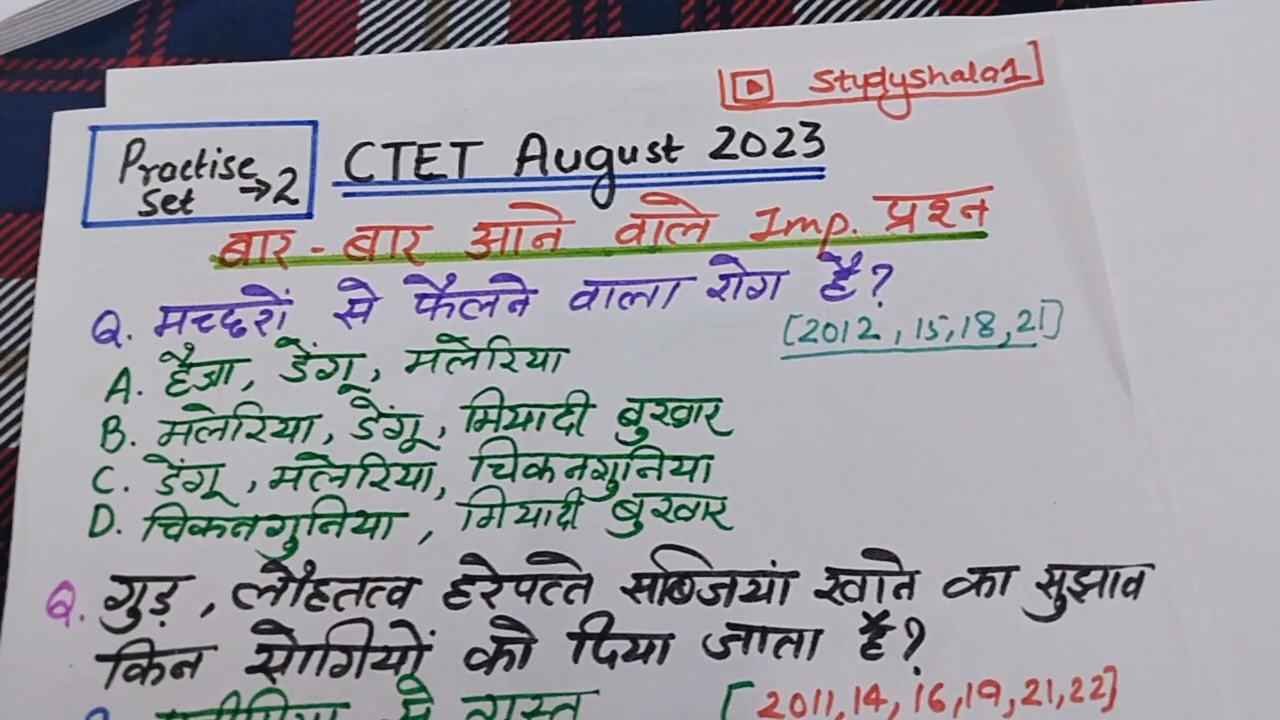 Studyshala1
Practise
Set → 2
CTET August 2023
बार-बार आने वाले Imp. प्रश्न
Q. मच्छरों से फैलने वाला रोग है?
[2012, 15, 18, 21]
A. हैजा, डेंगू, मलेरिया
B. मलेरिया, डेंगू, मियादी बुखार
C. डेंगू, मलेरिया, चिकनगुनिया
D. चिकनगुनिया, मियादी बुखार
Q. गुड़, लौहतत्व हरेपत्ते सब्जियां खाने का सुझाव
किन रोगियों को दिया जाता है?
से ग्रस्त
[2011, 14, 16, 19, 21, 22]